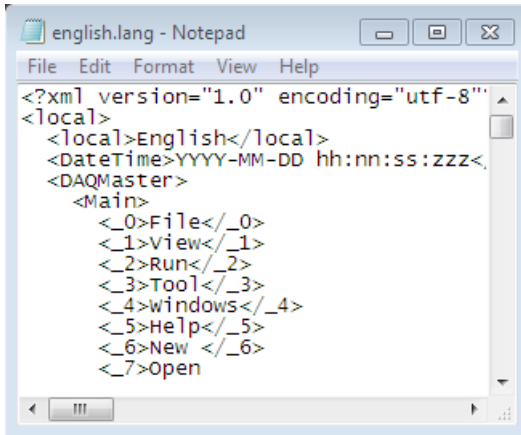 english.lang - Notepad
File Edit Format View Help
<?xml version="1.0" encoding="utf-8"
<local>
<local>English</local>
<DateTime>YYYY-MM-DD hh:nn:ss:zzz<
<DAQMaster>
<Main>
<_0>File</_0>
<_1>View</_1>
<_2>Run</_2>
<_3>Tool</_3>
<_4>Windows</_4>
<_5>Help</_5>
<_6>New </_6>
<_7>Open